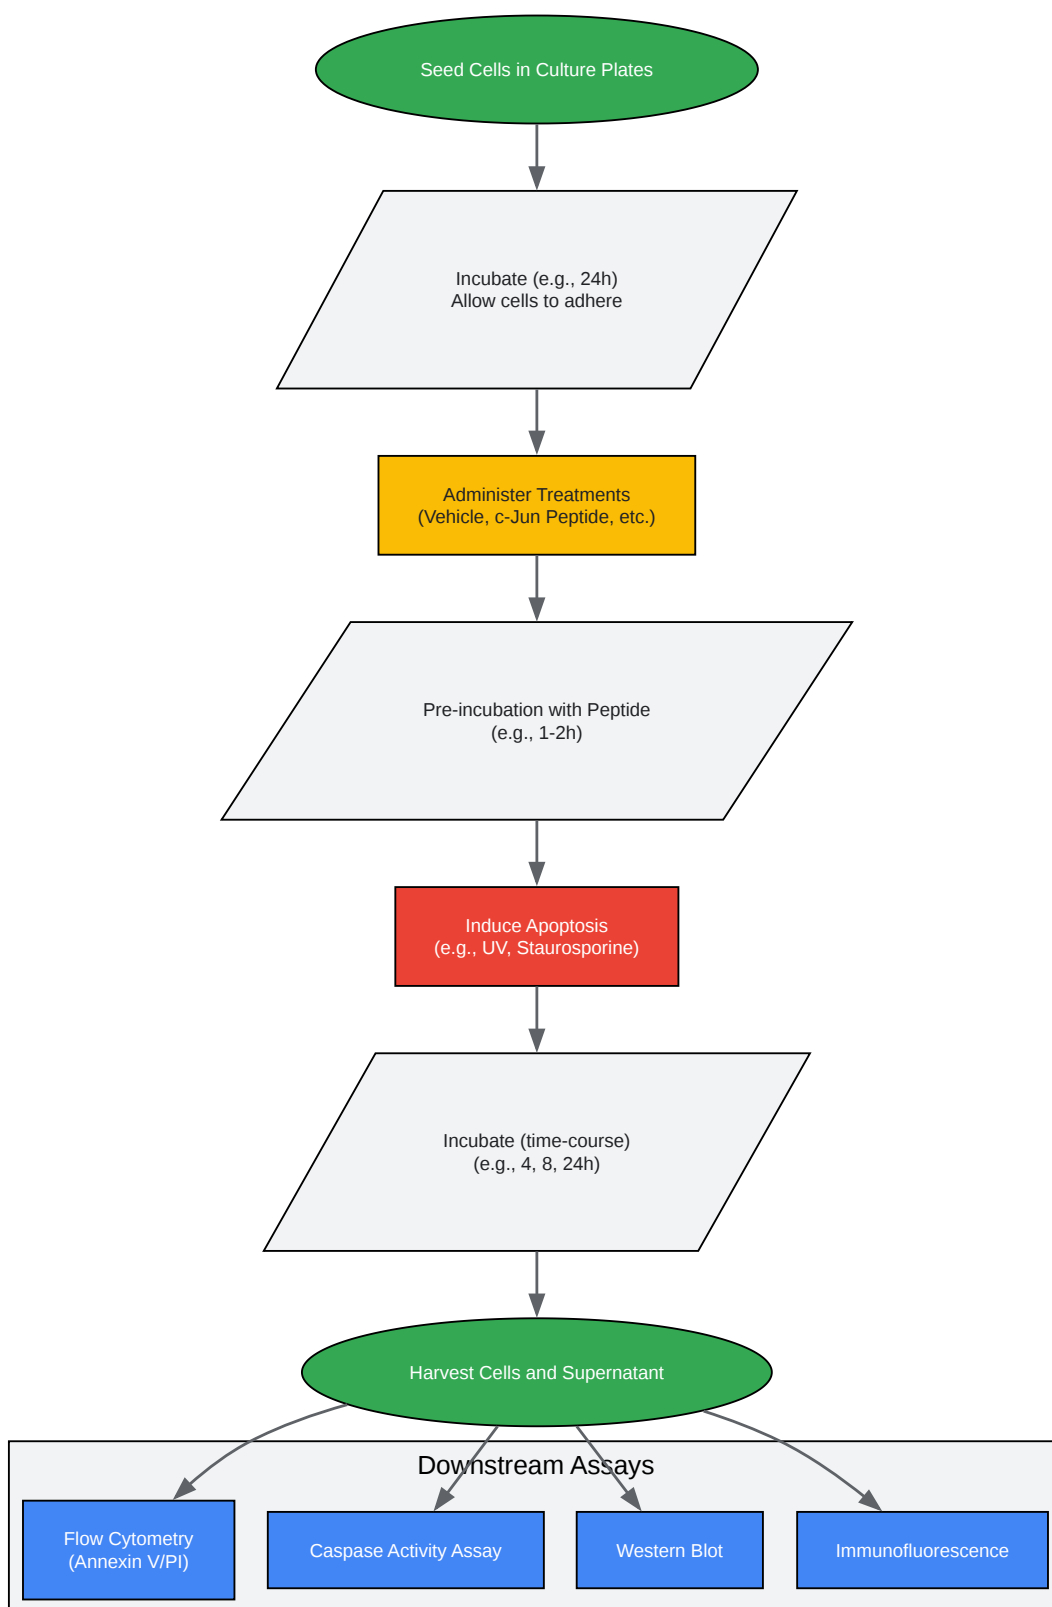 Seed Cells in Culture Plates
Incubate (e.g., 24h)
Allow cells to adhere
Administer Treatments
(Vehicle, c-Jun Peptide, etc.)
Pre-incubation with Peptide
(e.g., 1-2h)
Induce Apoptosis
(e.g., UV, Staurosporine)
Incubate (time-course)
(e.g., 4, 8, 24h)
Harvest Cells and Supernatant
Downstream Assays
Flow Cytometry
(Annexin V/PI)
Caspase Activity Assay
Western Blot
Immunofluorescence